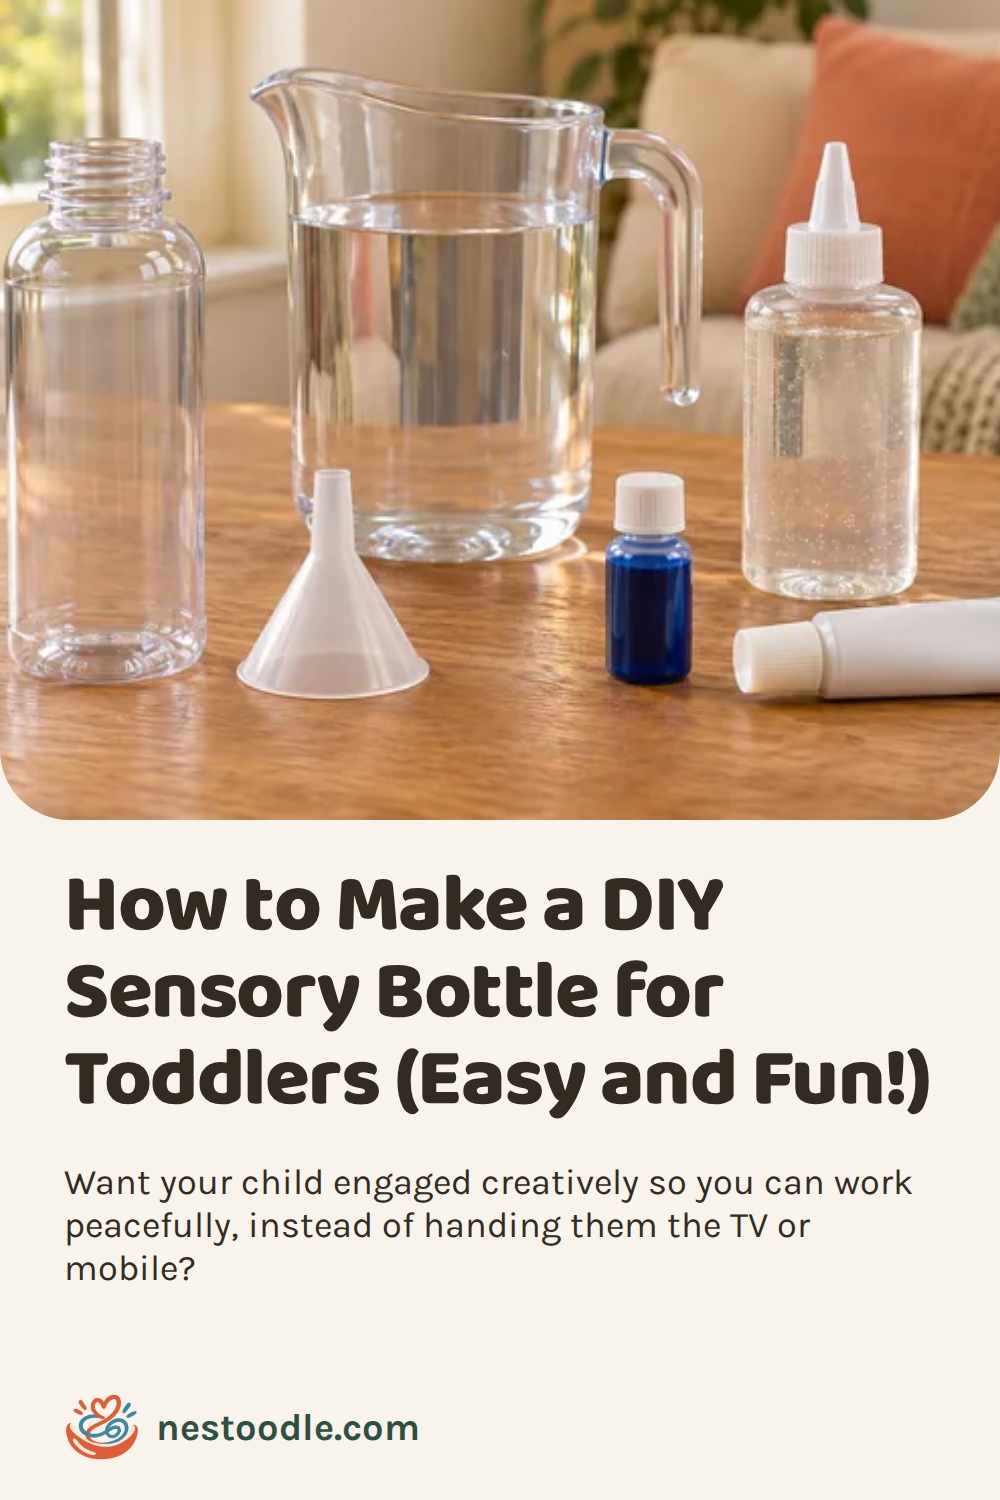 How to Make a DIY
Sensory Bottle for
Toddlers (Easy and Fun!)
Want your child engaged creatively so you can work
peacefully, instead of handing them the TV or
mobile?
nestoodle.com